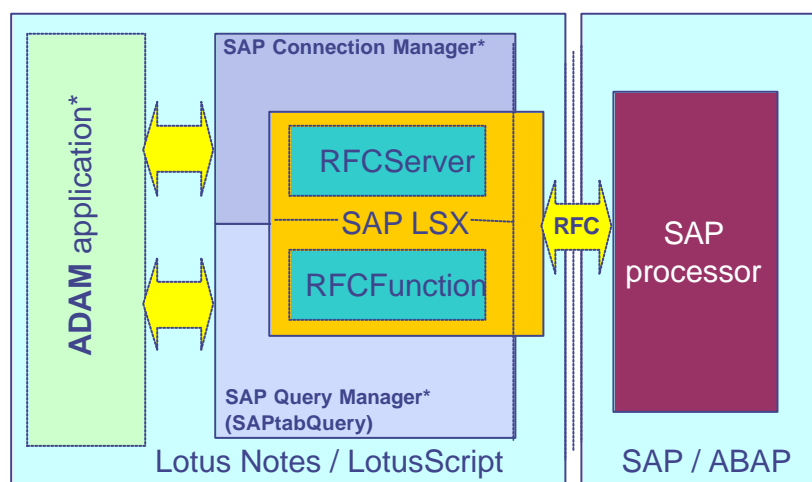 SAP Connection Manager*
ADAM application*
RFCServer
SAP LSX
RFCFunction
RFC
SAP
processor
SAP Query Manager*
(SAPtabQuery)
Lotus Notes / LotusScript
SAP / ABAP